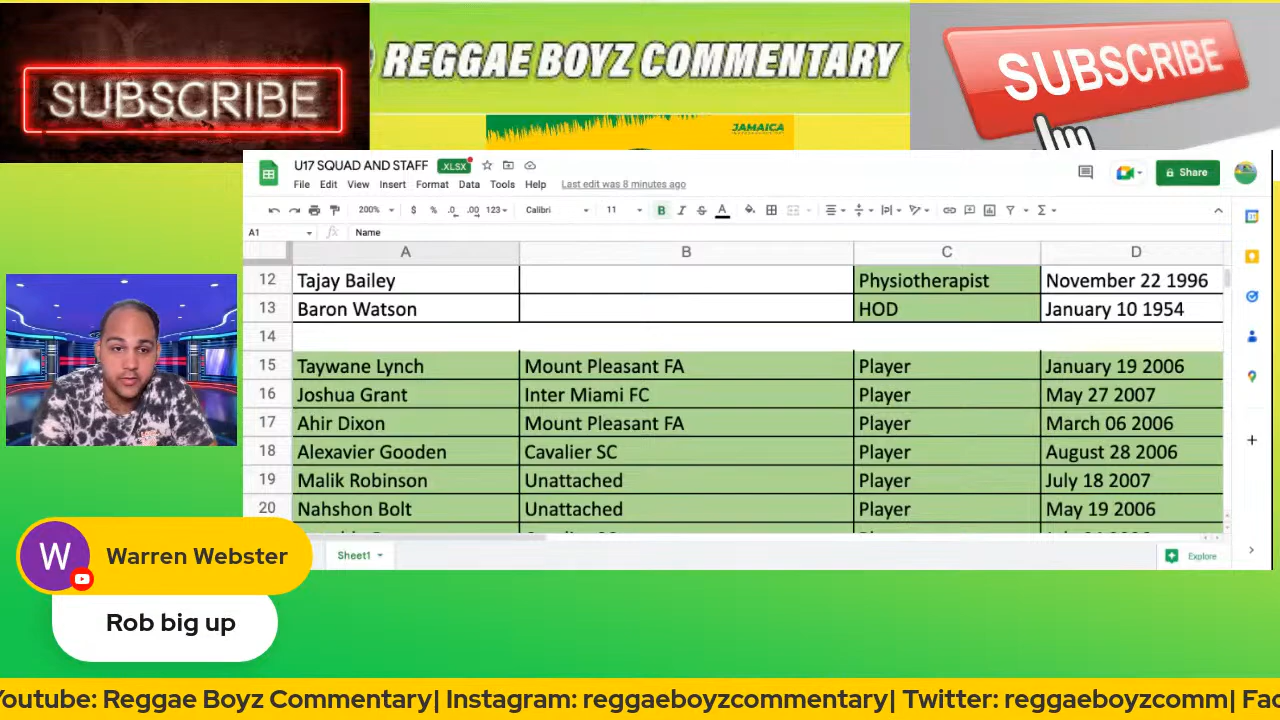 SUBSCRIBE
REGGAE BOYZ COMMENTARY
SUBSCRIBE
JAMAICA
U17 SQUAD AND STAFF .XLSX
File Edit View Insert Format Data Tools Help Last edit was 8 minutes ago
Share
200% $ % .0 .00 123 Calibri 11 B I S A
A1 fx Name
A B C D
12 Tajay Bailey Physiotherapist November 22 1996
13 Baron Watson HOD January 10 1954
14
15 Taywane Lynch Mount Pleasant FA Player January 19 2006
16 Joshua Grant Inter Miami FC Player May 27 2007
17 Ahir Dixon Mount Pleasant FA Player March 06 2006
18 Alexavier Gooden Cavalier SC Player August 28 2006
19 Malik Robinson Unattached Player July 18 2007
20 Nahshon Bolt Unattached Player May 19 2006
Sheet1
Explore
W Warren Webster
Rob big up
Youtube: Reggae Boyz Commentary| Instagram: reggaeboyzcommentary| Twitter: reggaeboyzcomm| Fac